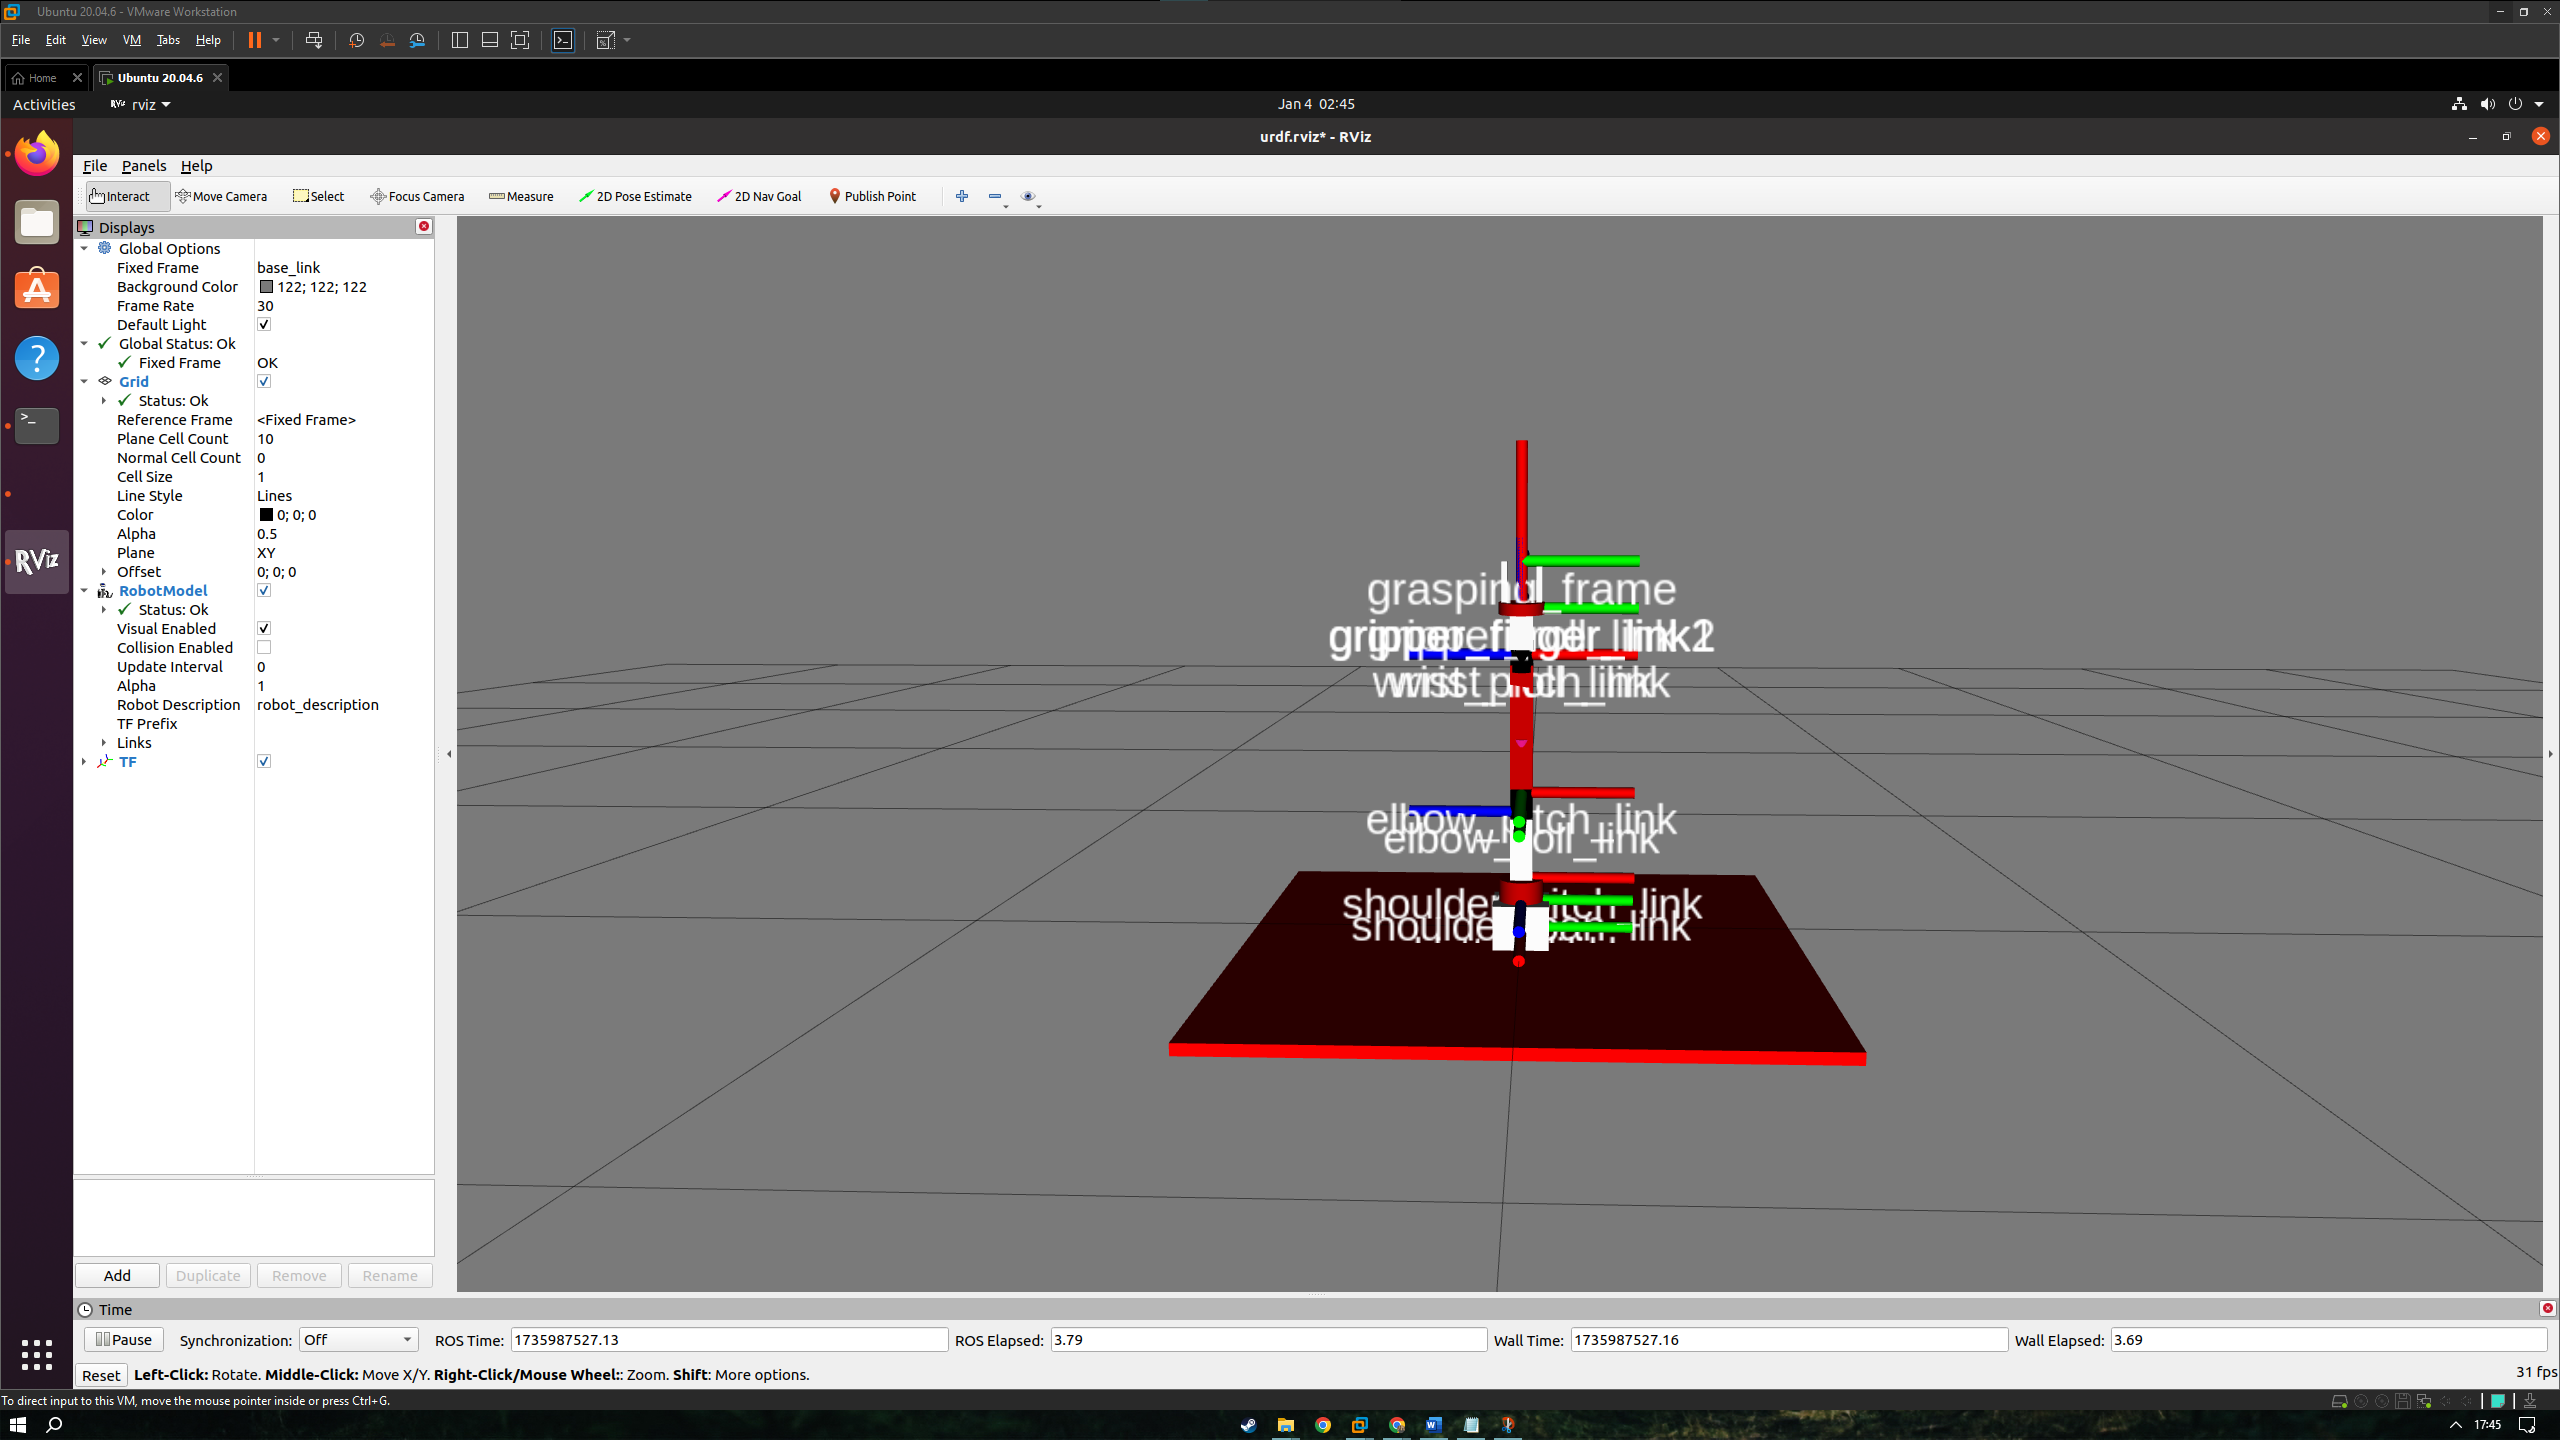 Ubuntu 20.04.6 - VMware Workstation
File Edit View VM Tabs Help
Home Ubuntu 20.04.6
Activities RViz rviz Jan 4 02:45
urdf.rviz* - RViz
File Panels Help
Interact Move Camera Select Focus Camera Measure 2D Pose Estimate 2D Nav Goal Publish Point
Displays
Global Options
Fixed Frame base_link
Background Color 122; 122; 122
Frame Rate 30
Default Light
Global Status: Ok
Fixed Frame OK
Grid
Status: Ok
Reference Frame <Fixed Frame>
Plane Cell Count 10
Normal Cell Count 0
Cell Size 1
Line Style Lines
Color 0; 0; 0
Alpha 0.5
Plane XY
Offset 0; 0; 0
RobotModel
Status: Ok
Visual Enabled
Collision Enabled
Update Interval 0
Alpha 1
Robot Description robot_description
TF Prefix
Links
TF
RViz
grasping_frame
elbow_pitch_link
elbow_roll_link
shoulder_pitch_link
Add Duplicate Remove Rename
Time
Pause Synchronization: Off ROS Time: 1735987527.13 ROS Elapsed: 3.79 Wall Time: 1735987527.16 Wall Elapsed: 3.69
Reset Left-Click: Rotate. Middle-Click: Move X/Y. Right-Click/Mouse Wheel:: Zoom. Shift: More options. 31 fps
To direct input to this VM, move the mouse pointer inside or press Ctrl+G.
17:45